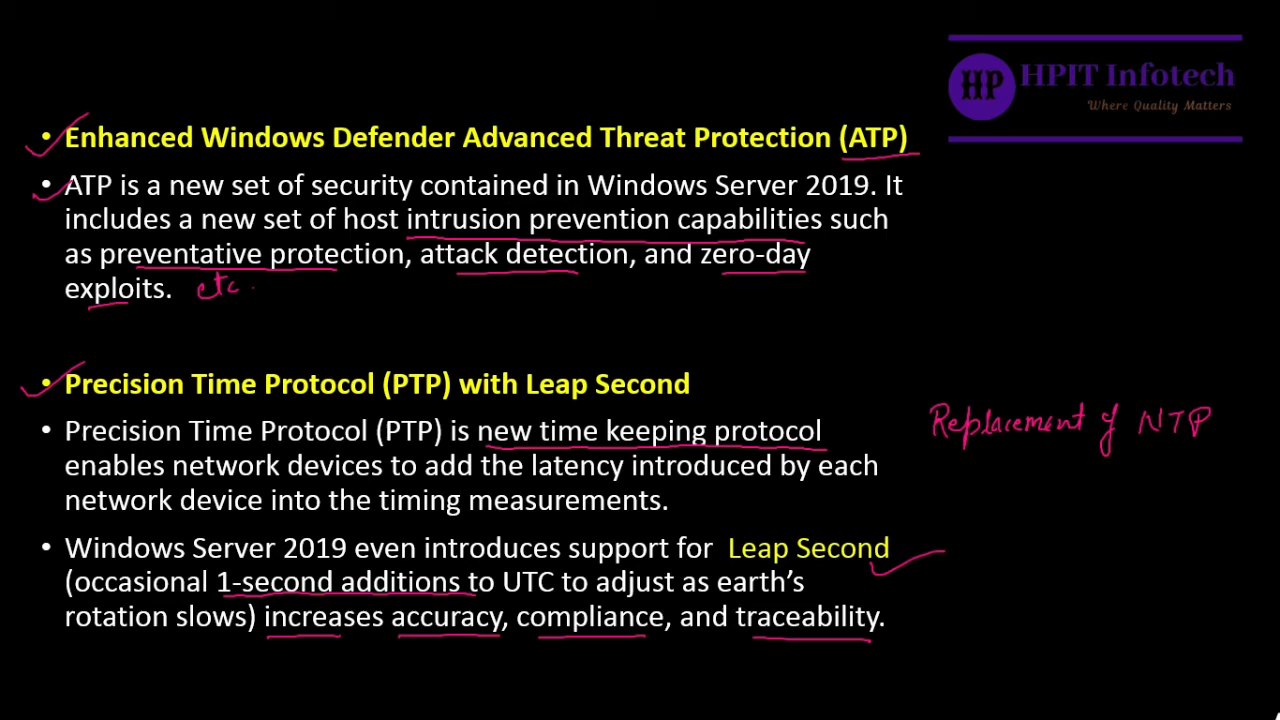 HP HPIT Infotech
Where Quality Matters
• Enhanced Windows Defender Advanced Threat Protection (ATP)
• ATP is a new set of security contained in Windows Server 2019. It
includes a new set of host intrusion prevention capabilities such
as preventative protection, attack detection, and zero-day
exploits. etc.
• Precision Time Protocol (PTP) with Leap Second
• Precision Time Protocol (PTP) is new time keeping protocol
enables network devices to add the latency introduced by each
network device into the timing measurements.
Replacement of NTP
• Windows Server 2019 even introduces support for Leap Second
(occasional 1-second additions to UTC to adjust as earth’s
rotation slows) increases accuracy, compliance, and traceability.